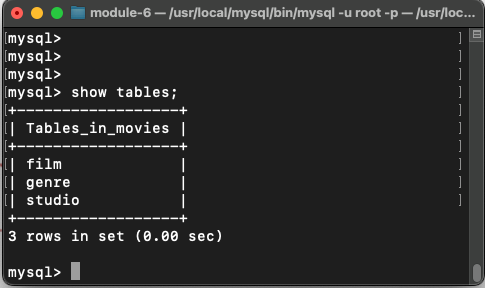 module-6 — /usr/local/mysql/bin/mysql -u root -p — /usr/loc...
mysql>
mysql>
mysql>
mysql> show tables;
+------------------+
| Tables_in_movies |
+------------------+
| film             |
| genre            |
| studio           |
+------------------+
3 rows in set (0.00 sec)
mysql>